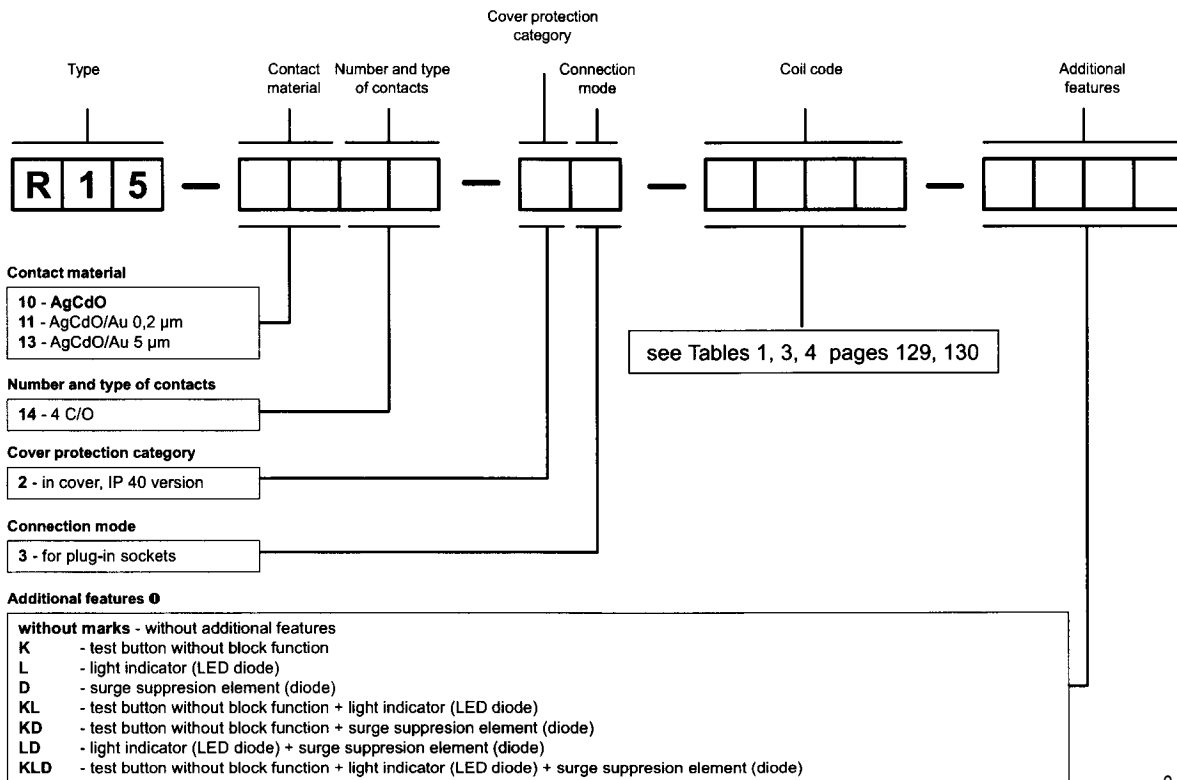 Cover protection
category
Type
Contact
material
Number and type
of contacts
Connection
mode
Coil code
Additional
features
R 1 5 — — — —
Contact material
10 - AgCdO
11 - AgCdO/Au 0,2 µm
13 - AgCdO/Au 5 µm
see Tables 1, 3, 4 pages 129, 130
Number and type of contacts
14 - 4 C/O
Cover protection category
2 - in cover, IP 40 version
Connection mode
3 - for plug-in sockets
Additional features ❶
without marks - without additional features
K - test button without block function
L - light indicator (LED diode)
D - surge suppresion element (diode)
KL - test button without block function + light indicator (LED diode)
KD - test button without block function + surge suppresion element (diode)
LD - light indicator (LED diode) + surge suppresion element (diode)
KLD - test button without block function + light indicator (LED diode) + surge suppresion element (diode)